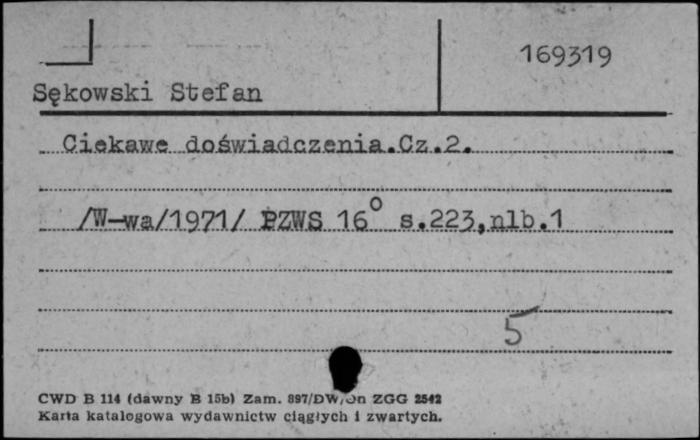 169319
Sękowski Stefan
Ciekawe doświadczenia.Cz.2.
/W-wa/1971/ PZWS 16° s.223,nlb.1
5
CWD B 114 (dawny B 15b) Zam. 897/DW/Dn ZGG 2542
Karta katalogowa wydawnictw ciągłych i zwartych.